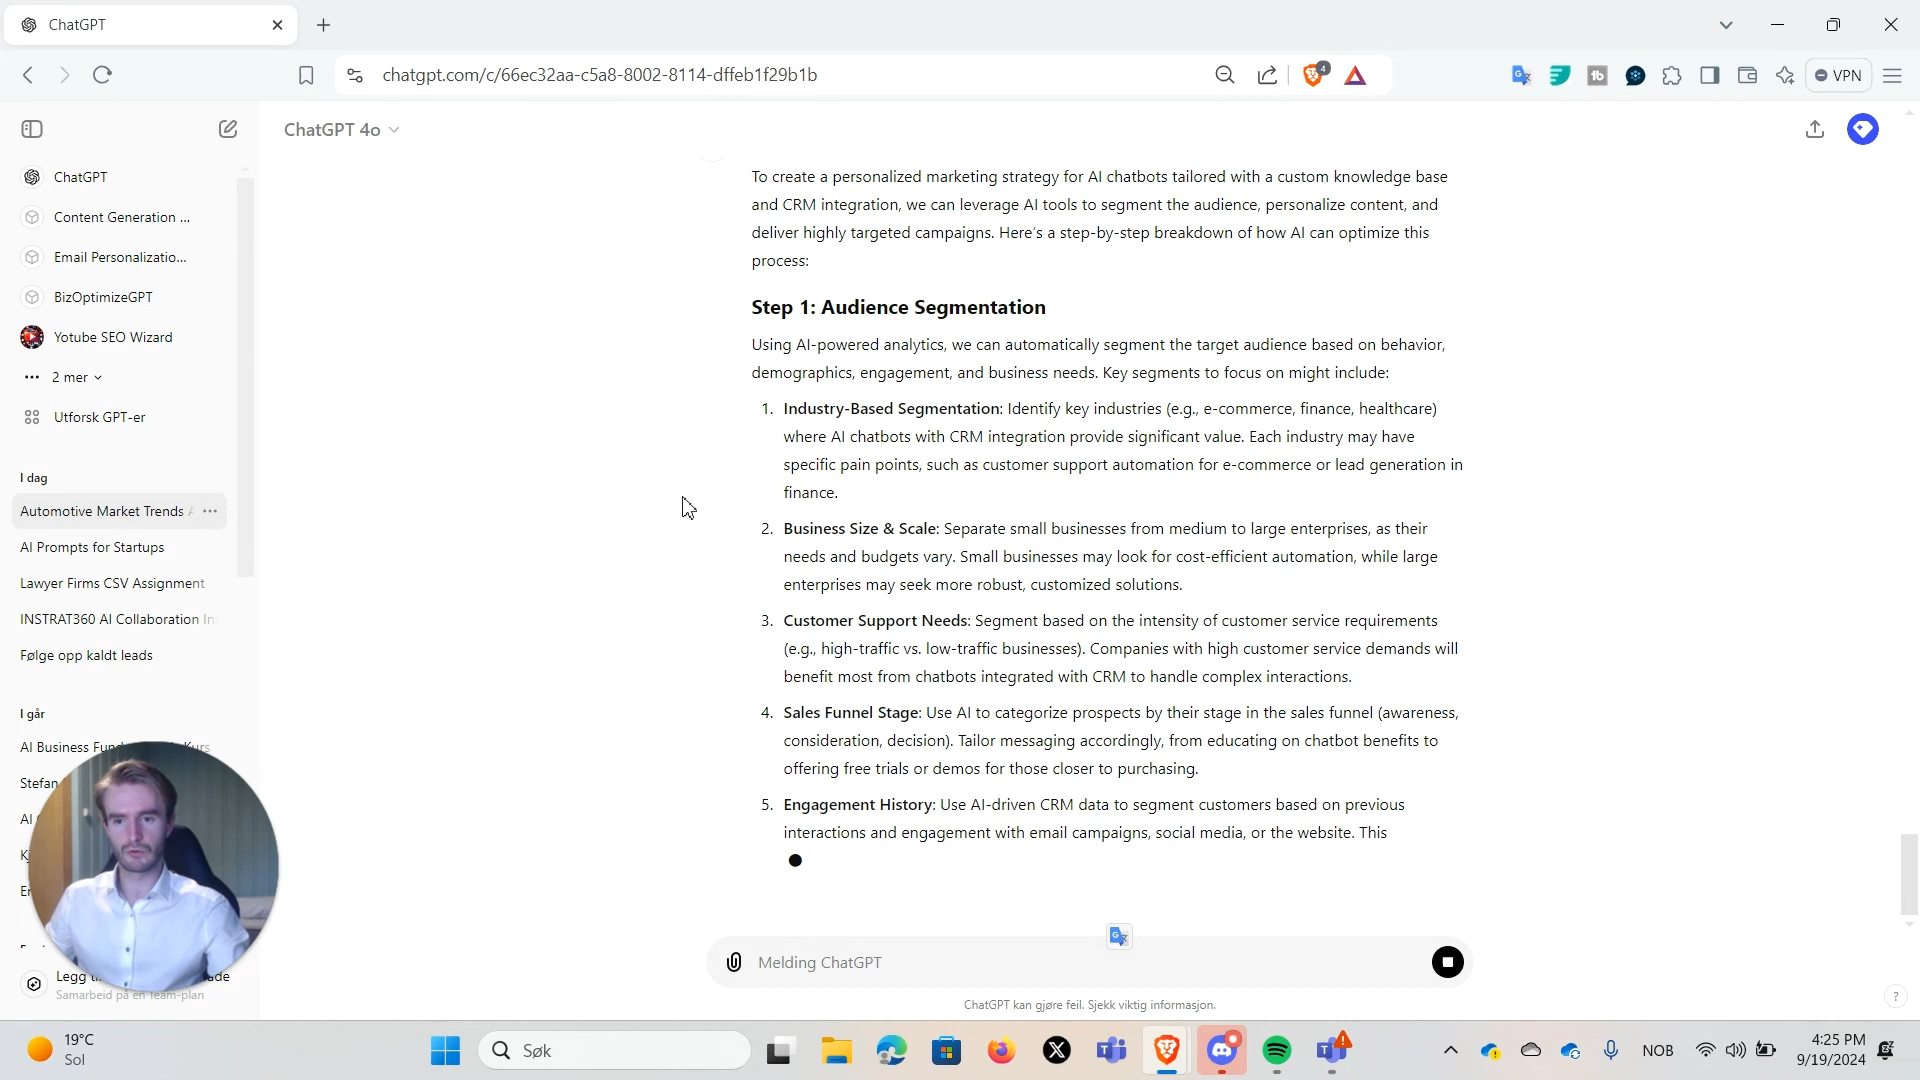 ChatGPT
chatgpt.com/c/66ec32aa-c5a8-8002-8114-dffeb1f29b1b
4
VPN
ChatGPT 4o
ChatGPT
Content Generation ...
Email Personalizatio...
BizOptimizeGPT
Yotube SEO Wizard
2 mer
Utforsk GPT-er
I dag
Automotive Market Trends
AI Prompts for Startups
Lawyer Firms CSV Assignment
INSTRAT360 AI Collaboration In
Følge opp kaldt leads
I går
AI Business Kurs
Stefan
Samarbeid på en Team-plan
To create a personalized marketing strategy for AI chatbots tailored with a custom knowledge base
and CRM integration, we can leverage AI tools to segment the audience, personalize content, and
deliver highly targeted campaigns. Here's a step-by-step breakdown of how AI can optimize this
process:
Step 1: Audience Segmentation
Using AI-powered analytics, we can automatically segment the target audience based on behavior,
demographics, engagement, and business needs. Key segments to focus on might include:
1. Industry-Based Segmentation: Identify key industries (e.g., e-commerce, finance, healthcare)
where AI chatbots with CRM integration provide significant value. Each industry may have
specific pain points, such as customer support automation for e-commerce or lead generation in
finance.
2. Business Size & Scale: Separate small businesses from medium to large enterprises, as their
needs and budgets vary. Small businesses may look for cost-efficient automation, while large
enterprises may seek more robust, customized solutions.
3. Customer Support Needs: Segment based on the intensity of customer service requirements
(e.g., high-traffic vs. low-traffic businesses). Companies with high customer service demands will
benefit most from chatbots integrated with CRM to handle complex interactions.
4. Sales Funnel Stage: Use AI to categorize prospects by their stage in the sales funnel (awareness,
consideration, decision). Tailor messaging accordingly, from educating on chatbot benefits to
offering free trials or demos for those closer to purchasing.
5. Engagement History: Use AI-driven CRM data to segment customers based on previous
interactions and engagement with email campaigns, social media, or the website. This
Melding ChatGPT
ChatGPT kan gjøre feil. Sjekk viktig informasjon.
?
19°C
Sol
Søk
NOB
4:25 PM
9/19/2024